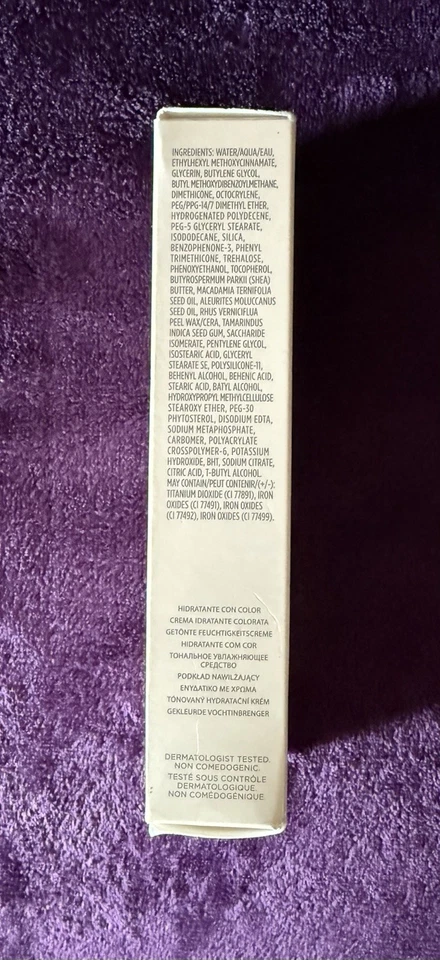 INGREDIENTS: WATER/AQUA/EAU,
ETHYLHEXYL METHOXYCINNAMATE,
GLYCERIN, BUTYLENE GLYCOL,
BUTYL METHOXYDIBENZOYLMETHANE,
DIMETHICONE, OCTOCRYLENE,
PEG/PPG-14/7 DIMETHYL ETHER,
HYDROGENATED POLYDECENE,
PEG-5 GLYCERYL STEARATE,
ISODODECANE, SILICA,
BENZOPHENONE-3, PHENYL
TRIMETHICONE, TREHALOSE,
PHENOXYETHANOL, TOCOPHEROL,
BUTYROSPERMUM PARKII (SHEA)
BUTTER, MACADAMIA TERNIFOLIA
SEED OIL, ALEURITES MOLUCCANUS
SEED OIL, RHUS VERNICIFLUA
PEEL WAX/CERA, TAMARINDUS
INDICA SEED GUM, SACCHARIDE
ISOMERATE, PENTYLENE GLYCOL,
ISOSTEARIC ACID, GLYCERYL
STEARATE SE, POLYSILICONE-11,
BEHENYL ALCOHOL, BEHENIC ACID,
STEARIC ACID, BATYL ALCOHOL,
HYDROXYPROPYL METHYLCELLULOSE
STEAROXY ETHER, PEG-30
PHYTOSTEROL, DISODIUM EDTA,
SODIUM METAPHOSPHATE,
CARBOMER, POLYACRYLATE
CROSSPOLYMER-6, POTASSIUM
HYDROXIDE, BHT, SODIUM CITRATE,
CITRIC ACID, T-BUTYL ALCOHOL.
MAY CONTAIN/PEUT CONTENIR/(+/-):
TITANIUM DIOXIDE (CI 77891), IRON
OXIDES (CI 77491), IRON OXIDES
(CI 77492), IRON OXIDES (CI 77499).
HIDRATANTE CON COLOR
CREMA IDRATANTE COLORATA
GETÖNTE FEUCHTIGKEITSCREME
HIDRATANTE COM COR
ТОНАЛЬНОЕ УВЛАЖНЯЮЩЕЕ
СРЕДСТВО
PODKŁAD NAWILŻAJĄCY
ΕΝΥΔΑΤΙΚΟ ΜΕ ΧΡΩΜΑ
TÓNOVANÝ HYDRATAČNÍ KRÉM
GEKLEURDE VOCHTINBRENGER
DERMATOLOGIST TESTED.
NON COMEDOGENIC.
TESTÉ SOUS CONTRÔLE
DERMATOLOGIQUE.
NON COMÉDOGÉNIQUE.